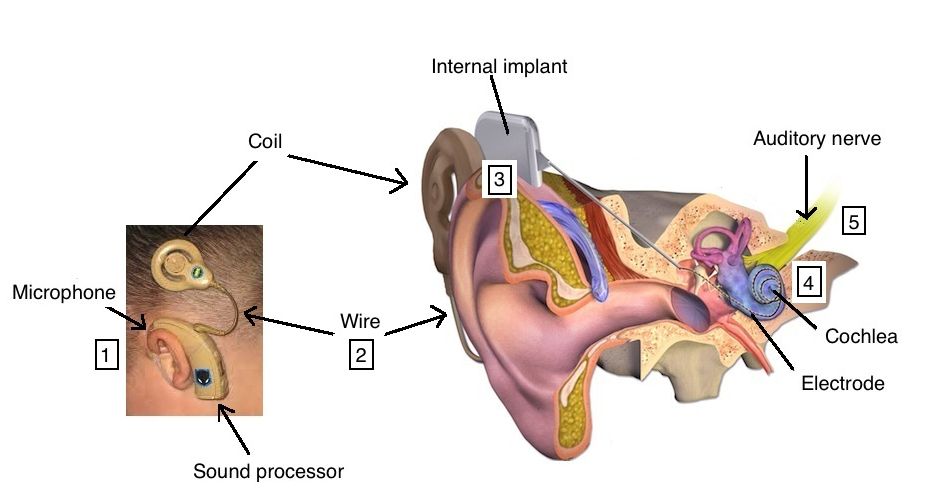 Internal implant
Coil
Auditory nerve
3
5
4
Microphone
Wire
1
2
Cochlea
Electrode
Sound processor